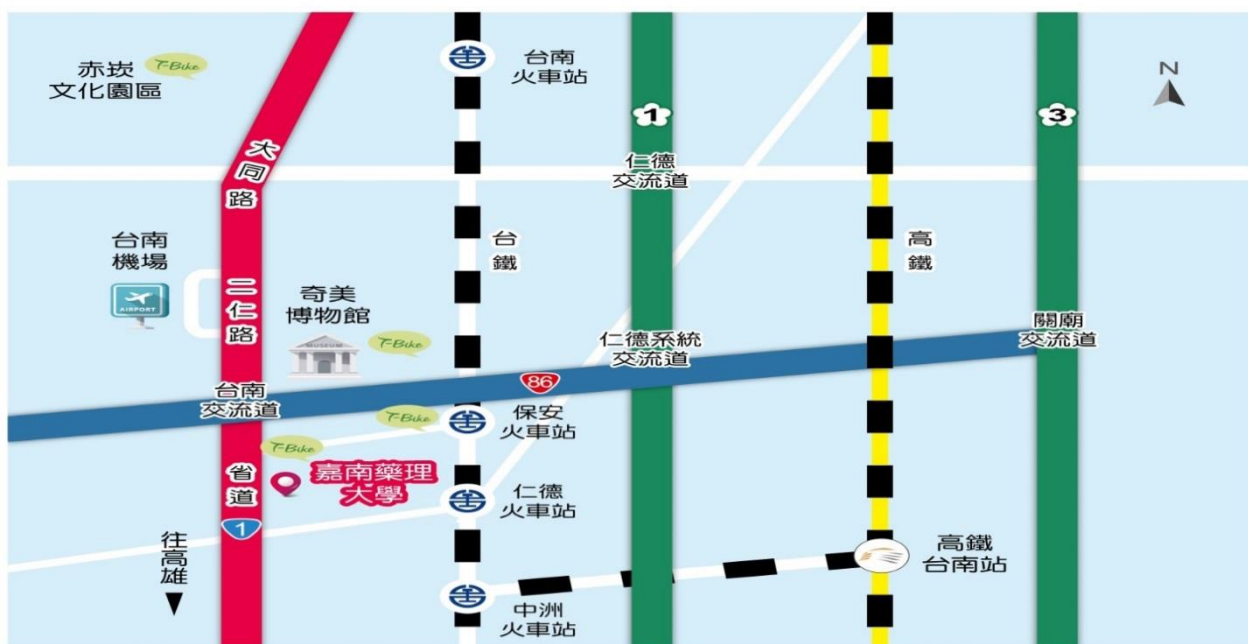 赤崁
文化園區
T-Bike
台南
火車站
N
1
3
大同路
仁德
交流道
台南
機場
AIRPORT
二仁路
奇美
博物館
MUSEUM
T-Bike
台鐵
高鐵
仁德系統
交流道
關廟
交流道
86
台南
交流道
T-Bike
保安
火車站
T-Bike
嘉南藥理
大學
省道
1
仁德
火車站
往高雄
高鐵
台南站
中洲
火車站